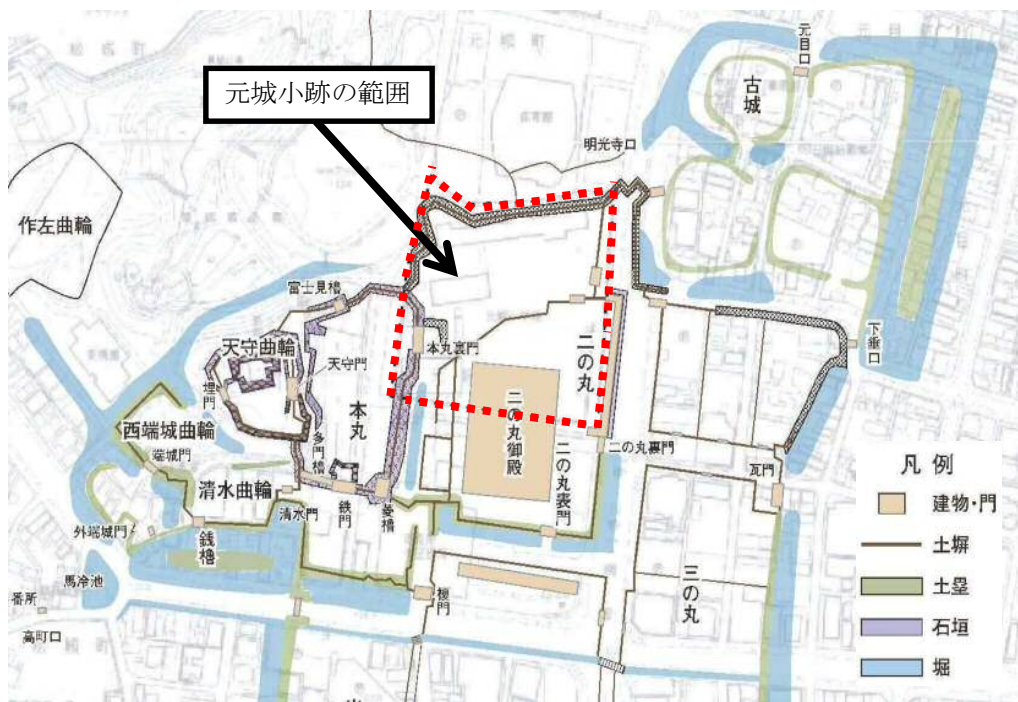 元城小跡の範囲
元目口
古城
明光寺口
作左曲輪
富士見櫓
天守曲輪
天守門
本丸裏門
二の丸
下垂口
埋門
本丸
二の丸御殿
西端城曲輪
多門櫓
二の丸裏門
端城門
二の丸表門
瓦門
清水曲輪
鉄門
菱櫓
清水門
外端城門
銭櫓
馬冷池
榎門
三の丸
番所
高町口
凡 例
建物・門
土塀
土塁
石垣
堀